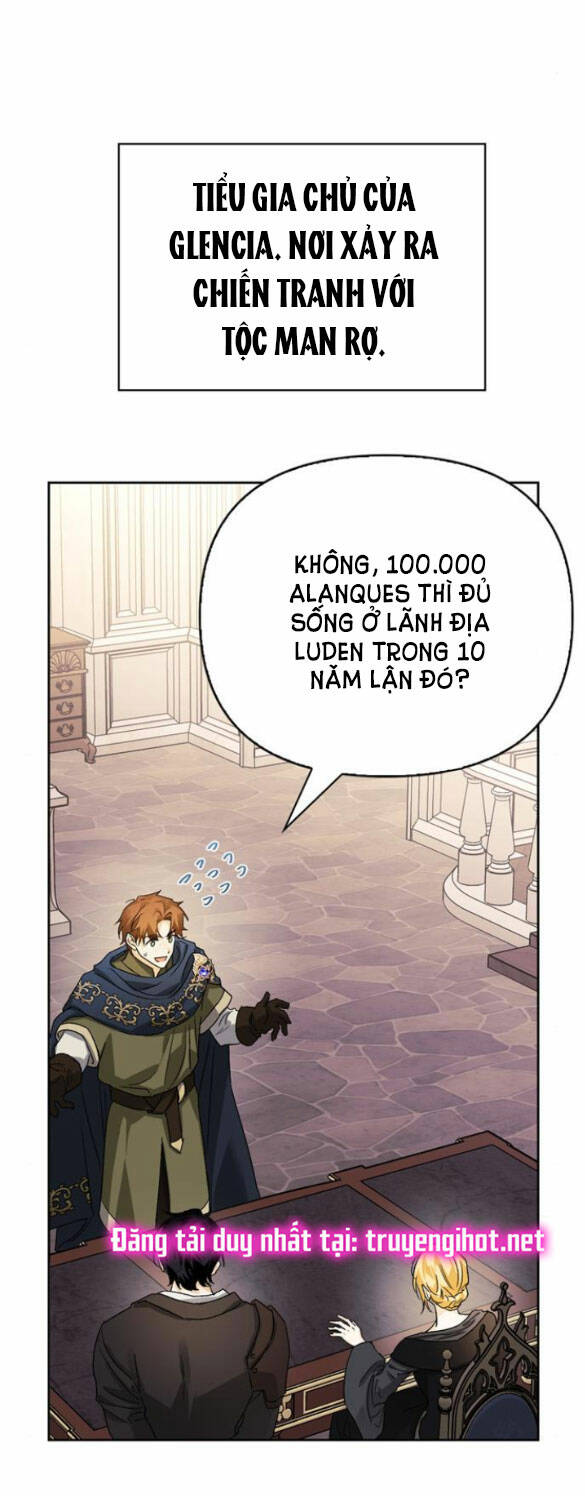 TIỂU GIA CHỦ CỦA
GLENCIA. NƠI XẢY RA
CHIẾN TRANH VỚI
TỘC MAN RỢ.
KHÔNG, 100.000
ALANQUES THÌ ĐỦ
SỐNG Ở LÃNH ĐỊA
LUDEN TRONG 10
NĂM LẬN ĐÓ?
Đăng tải duy nhất tại: truyengihot.net